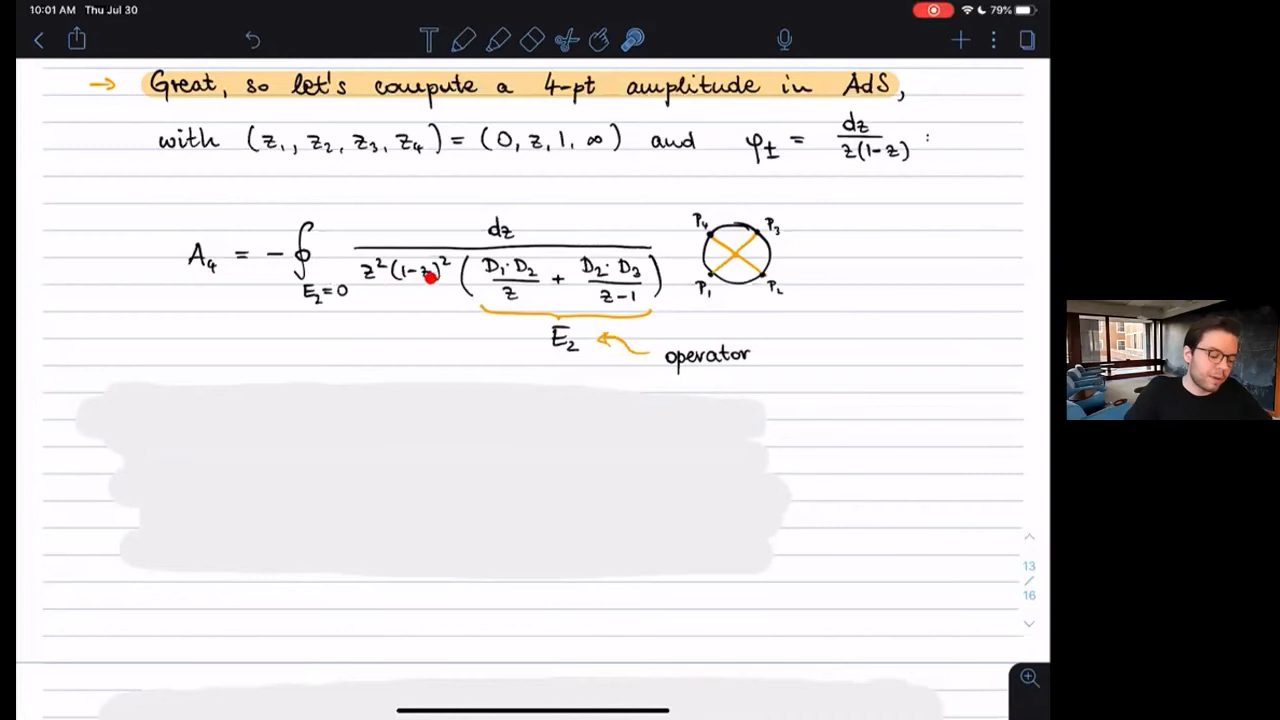 10:01 AM Thu Jul 30
79%
→ Great, so let's compute a 4-pt amplitude in AdS,
with (z₁, z₂, z₃, z₄) = (0, z, 1, ∞) and φ± = dz / z(1-z) :
A₄ = - ∮_{E₂=0} dz / z²(1-z)² ( D₁·D₂ / z + D₂·D₃ / z-1 )
P₄ P₃
P₁ P₂
E₂
operator
13
/
16